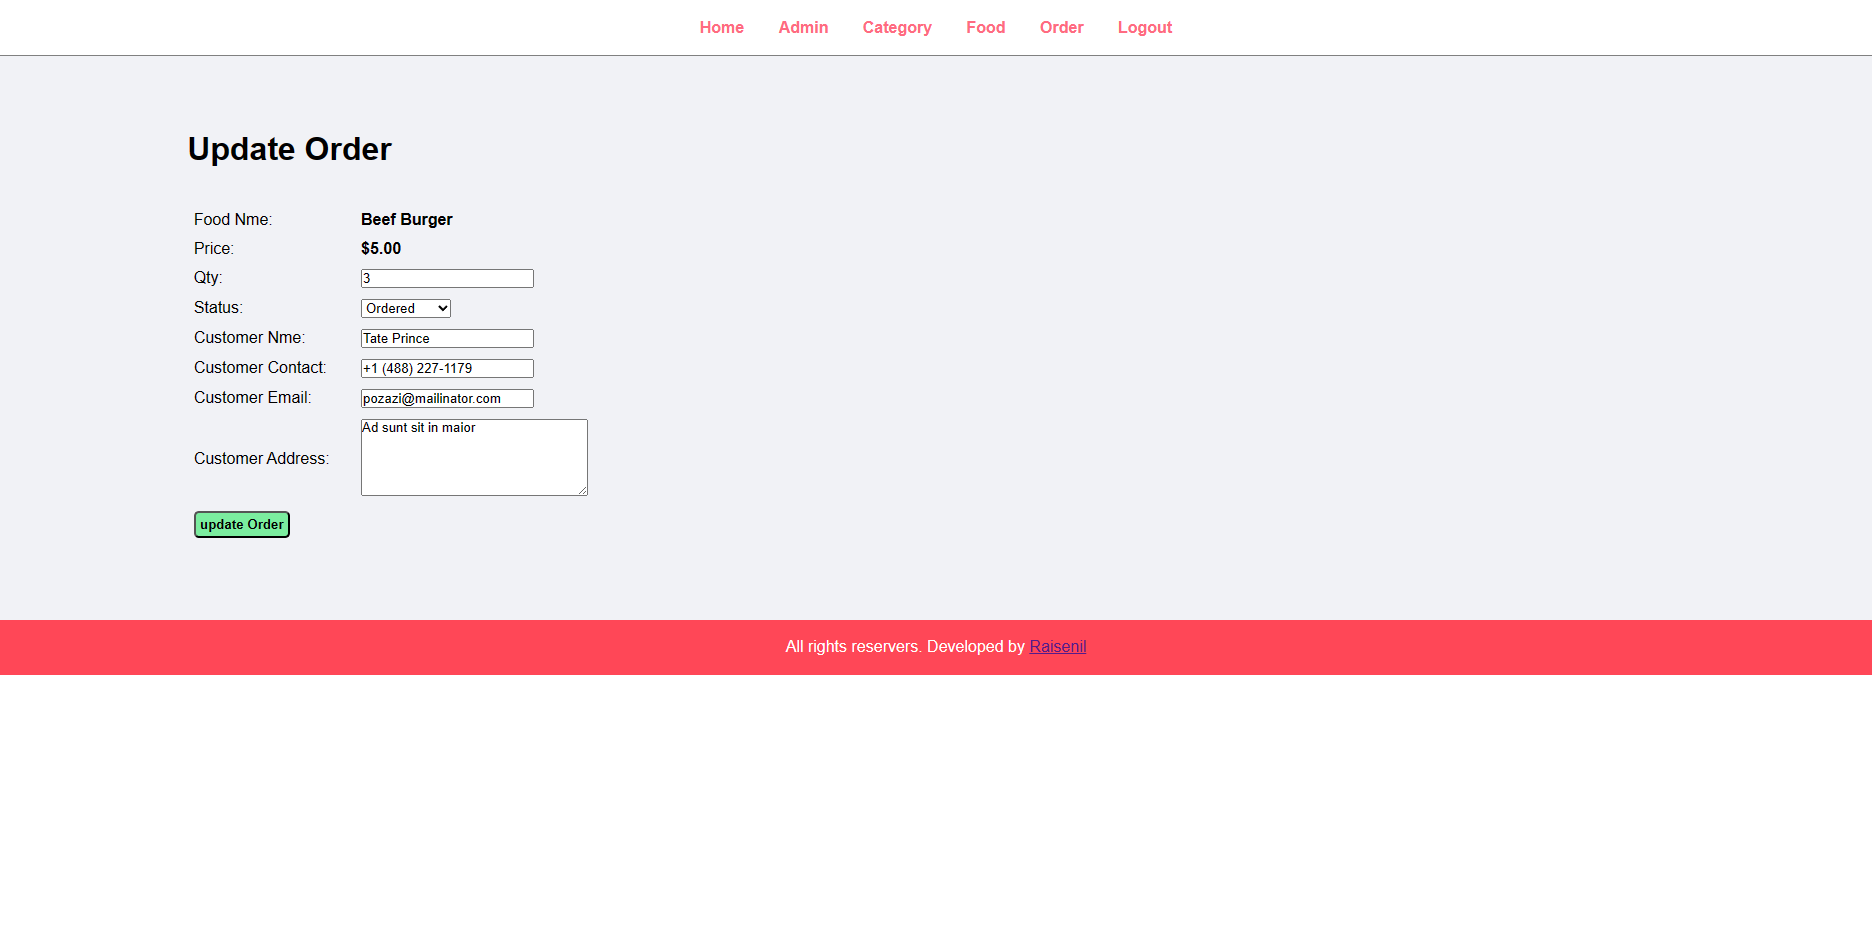 Home Admin Category Food Order Logout
Update Order
Food Nme: Beef Burger
Price: $5.00
Qty: 3
Status: Ordered
Customer Nme: Tate Prince
Customer Contact: +1 (488) 227-1179
Customer Email: pozazi@mailinator.com
Customer Address: Ad sunt sit in maior
update Order
All rights reservers. Developed by Raisenil